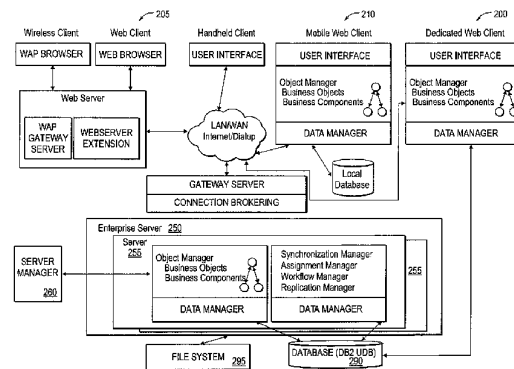 205
210
200
Wireless Client
Web Client
Handheld Client
Mobile Web Client
Dedicated Web Client
WAP BROWSER
WEB BROWSER
USER INTERFACE
USER INTERFACE
USER INTERFACE
Web Server
WAP
GATEWAY
SERVER
WEBSERVER
EXTENSION
LAN/WAN
Internet/Dialup
Object Manager
Business Objects
Business Components
DATA MANAGER
Object Manager
Business Objects
Business Components
DATA MANAGER
Local
Database
GATEWAY SERVER
CONNECTION BROKERING
Enterprise Server 250
Server
255
255
SERVER
MANAGER
260
Object Manager
Business Objects
Business Components
DATA MANAGER
Synchronization Manager
Assignment Manager
Workflow Manager
Replication Manager
DATA MANAGER
FILE SYSTEM 295
DATABASE (DB2 UDB)
290